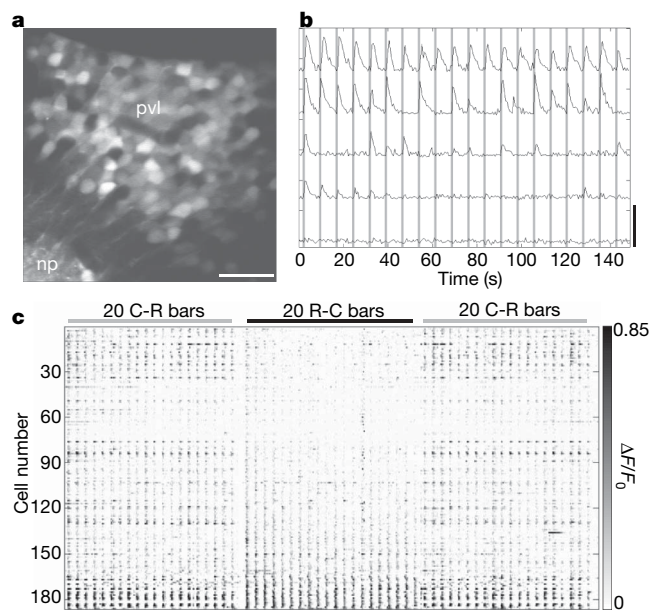 a
pvl
np
b
0 20 40 60 80 100 120 140
Time (s)
c
20 C-R bars 20 R-C bars 20 C-R bars
0.85
30
60
90
120
150
180
Cell number
ΔF/F0
0